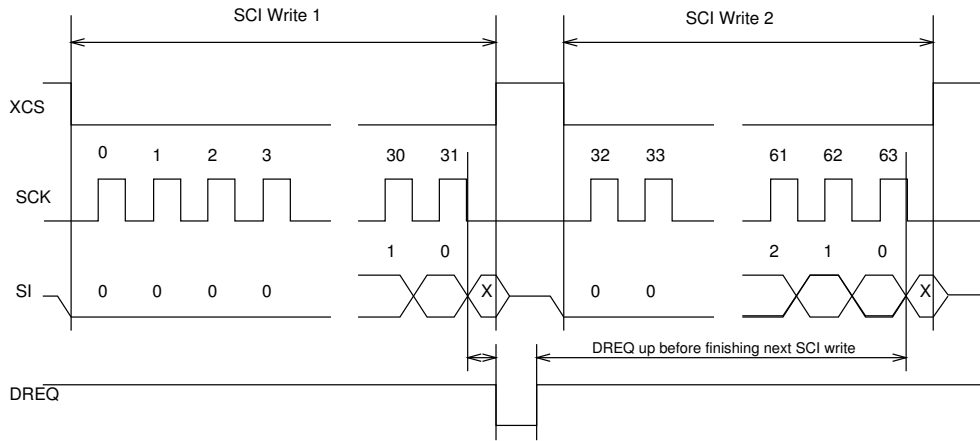 SCI Write 1 SCI Write 2
XCS
0 1 2 3 30 31 32 33 61 62 63
SCK
1 0 2 1 0
SI 0 0 0 0 X 0 0 X
DREQ up before finishing next SCI write
DREQ